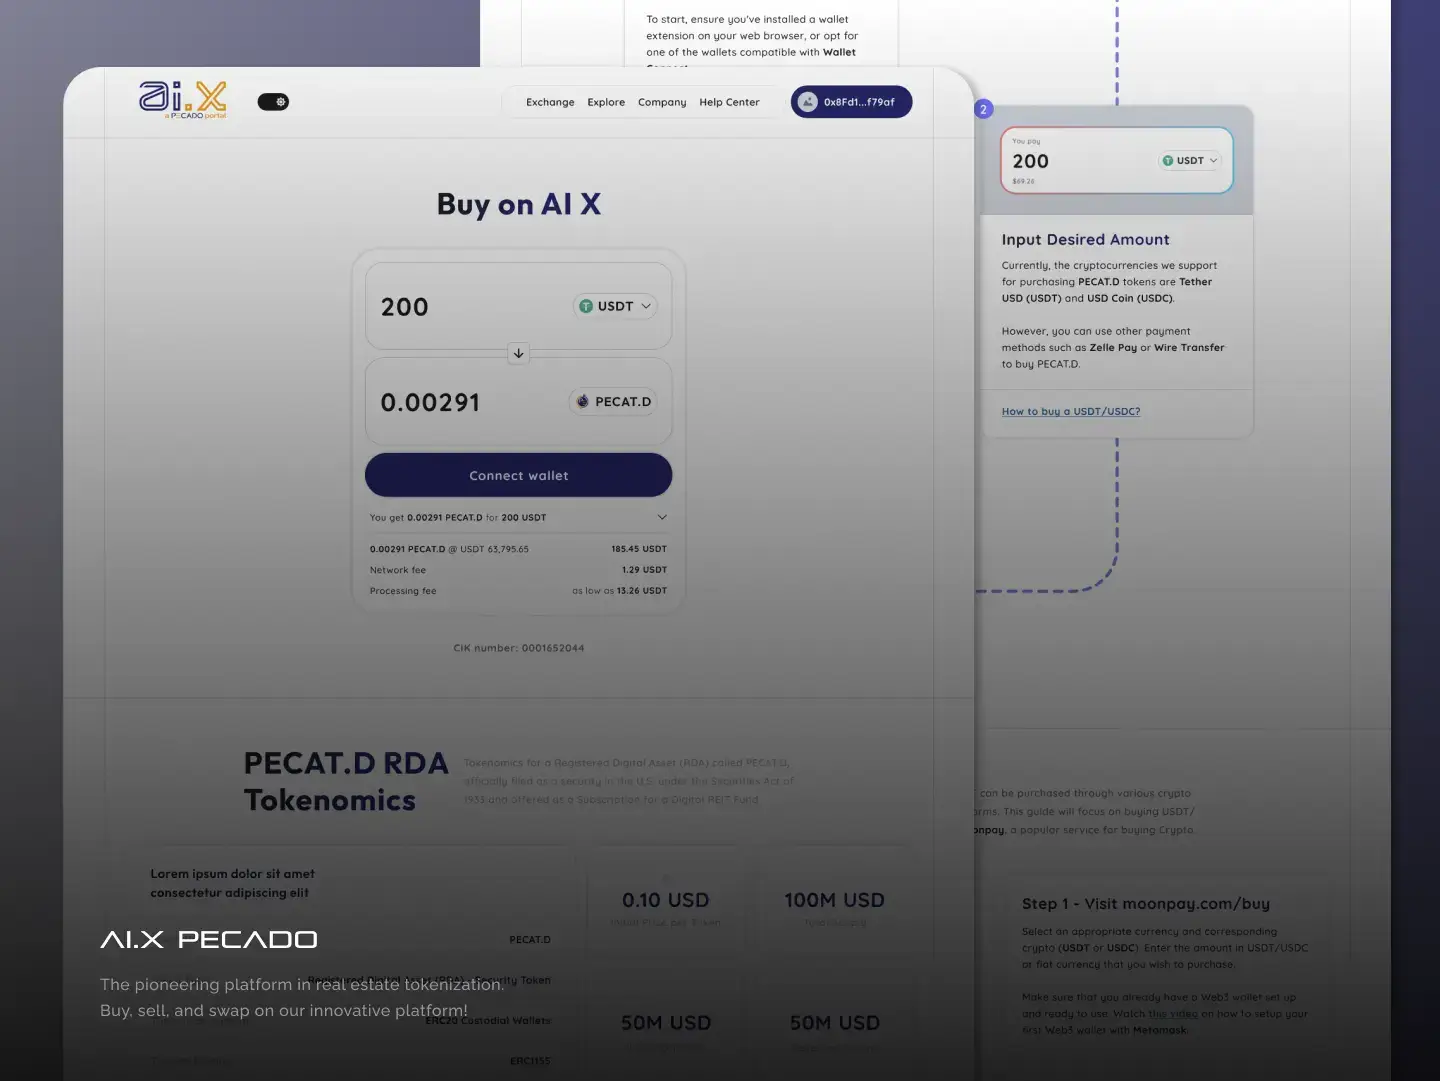 To start, ensure you've installed a wallet
extension on your web browser, or opt for
one of the wallets compatible with Wallet
ai.x
a PECADO portal
Exchange
Explore
Company
Help Center
0x8Fd1...f79af
Buy on AI X
200
USDT
0.00291
PECAT.D
Connect wallet
You get 0.00291 PECAT.D for 200 USDT
0.00291 PECAT.D @ USDT 63,795.65
185.45 USDT
Network fee
1.29 USDT
Processing fee
as low as 13.26 USDT
CIK number: 0001652044
2
You pay
200
USDT
$69.26
Input Desired Amount
Currently, the cryptocurrencies we support
for purchasing PECAT.D tokens are Tether
USD (USDT) and USD Coin (USDC).
However, you can use other payment
methods such as Zelle Pay or Wire Transfer
to buy PECAT.D.
How to buy a USDT/USDC?
PECAT.D RDA
Tokenomics
Tokenomics for a Registered Digital Asset (RDA) called PECAT.D,
officially filed as a security in the U.S. under the Securities Act of
1933 and offered as a Subscription for a Digital REIT Fund.
can be purchased through various crypto
This guide will focus on buying USDT/
a popular service for buying Crypto.
Lorem ipsum dolor sit amet
consectetur adipiscing elit
0.10 USD
Initial Price per Token
100M USD
Total Supply
PECAT.D
Registered Digital Asset (RDA) - Security Token
ERC20 Custodial Wallets
ERC1155
50M USD
50M USD
Step 1 - Visit moonpay.com/buy
Select an appropriate currency and corresponding
crypto (USDT or USDC). Enter the amount in USDT/USDC
or fiat currency that you wish to purchase.
Make sure that you already have a Web3 wallet set up
and ready to use. Watch this video on how to setup your
first Web3 wallet with Metamask.
AI.X PECADO
The pioneering platform in real estate tokenization.
Buy, sell, and swap on our innovative platform!